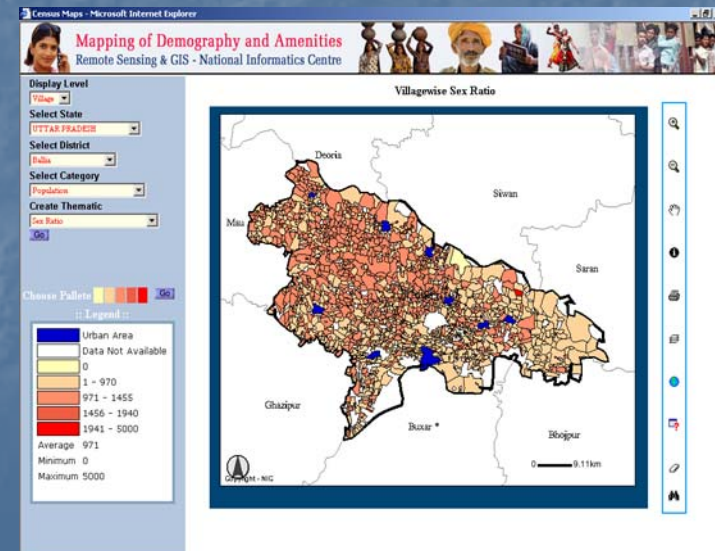 Census Maps - Microsoft Internet Explorer
Mapping of Demography and Amenities
Remote Sensing & GIS - National Informatics Centre
Display Level
Village
Select State
UTTAR PRADESH
Select District
Ballia
Select Category
Population
Create Thematic
Sex Ratio
Go
Choose Pallete
Go
:: Legend ::
Urban Area
Data Not Available
0
1 - 970
971 - 1455
1456 - 1940
1941 - 5000
Average 971
Minimum 0
Maximum 5000
Villagewise Sex Ratio
Deoria
Siwan
Mau
Saran
Ghazipur
Buxar *
Bhojpur
0 9.11km
Copyright - NIC